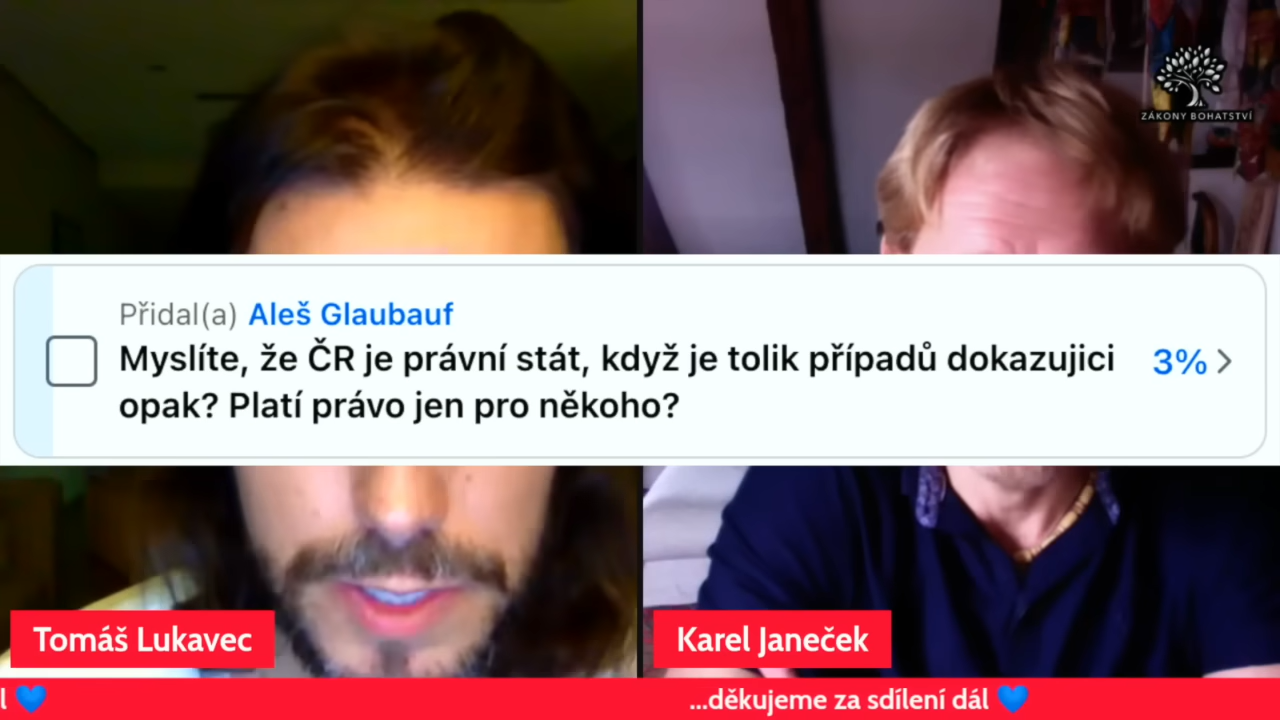 ZÁKONY BOHATSTVÍ
Přidal(a) Aleš Glaubauf
Myslíte, že ČR je právní stát, když je tolik případů dokazujici
opak? Platí právo jen pro někoho?
3%
Tomáš Lukavec
Karel Janeček
l 💙
...děkujeme za sdílení dál 💙